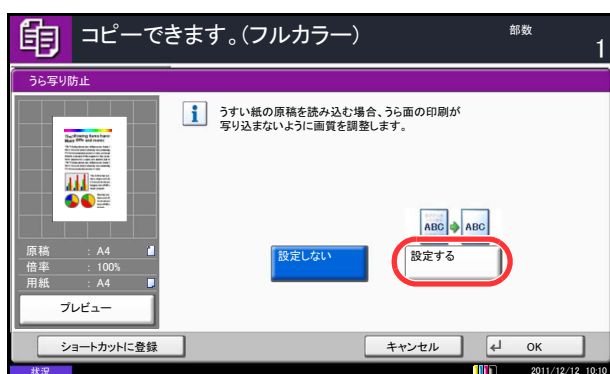 コピーできます。(フルカラー)
部数
1
うら写り防止
うすい紙の原稿を読み込む場合、うら面の印刷が
写り込まないように画質を調整します。
ABC ABC
設定しない
設定する
原稿 : A4
倍率 : 100%
用紙 : A4
プレビュー
ショートカットに登録
キャンセル
OK
状況
2011/12/12 10:10